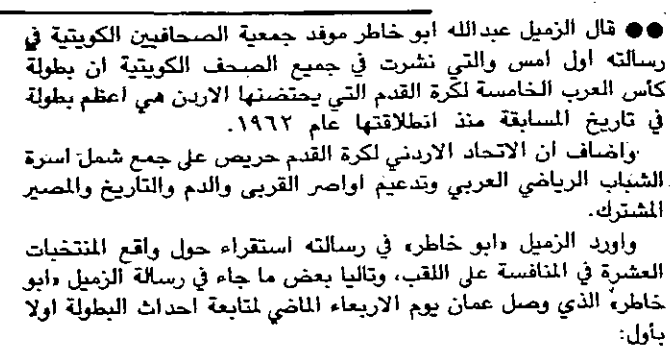 ●● قال الزميل عبدالله ابو خاطر موفد جمعية الصحافيين الكويتية في
رسالته اول امس والتي نشرت في جميع الصحف الكويتية ان بطولة
كأس العرب الخامسة لكرة القدم التي يحتضنها الاردن هي اعظم بطولة
في تاريخ المسابقة منذ انطلاقتها عام ١٩٦٢.
واضاف ان الاتحاد الاردني لكرة القدم حريص على جمع شمل اسرة
الشباب الرياضي العربي وتدعيم اواصر القربى والدم والتاريخ والمصير
المشترك.
واورد الزميل «ابو خاطر» في رسالته استقراء حول واقع المنتخبات
العشرة في المنافسة على اللقب، وتاليا بعض ما جاء في رسالة الزميل «ابو
خاطر» الذي وصل عمان يوم الاربعاء الماضي لمتابعة احداث البطولة اولا
بأول: